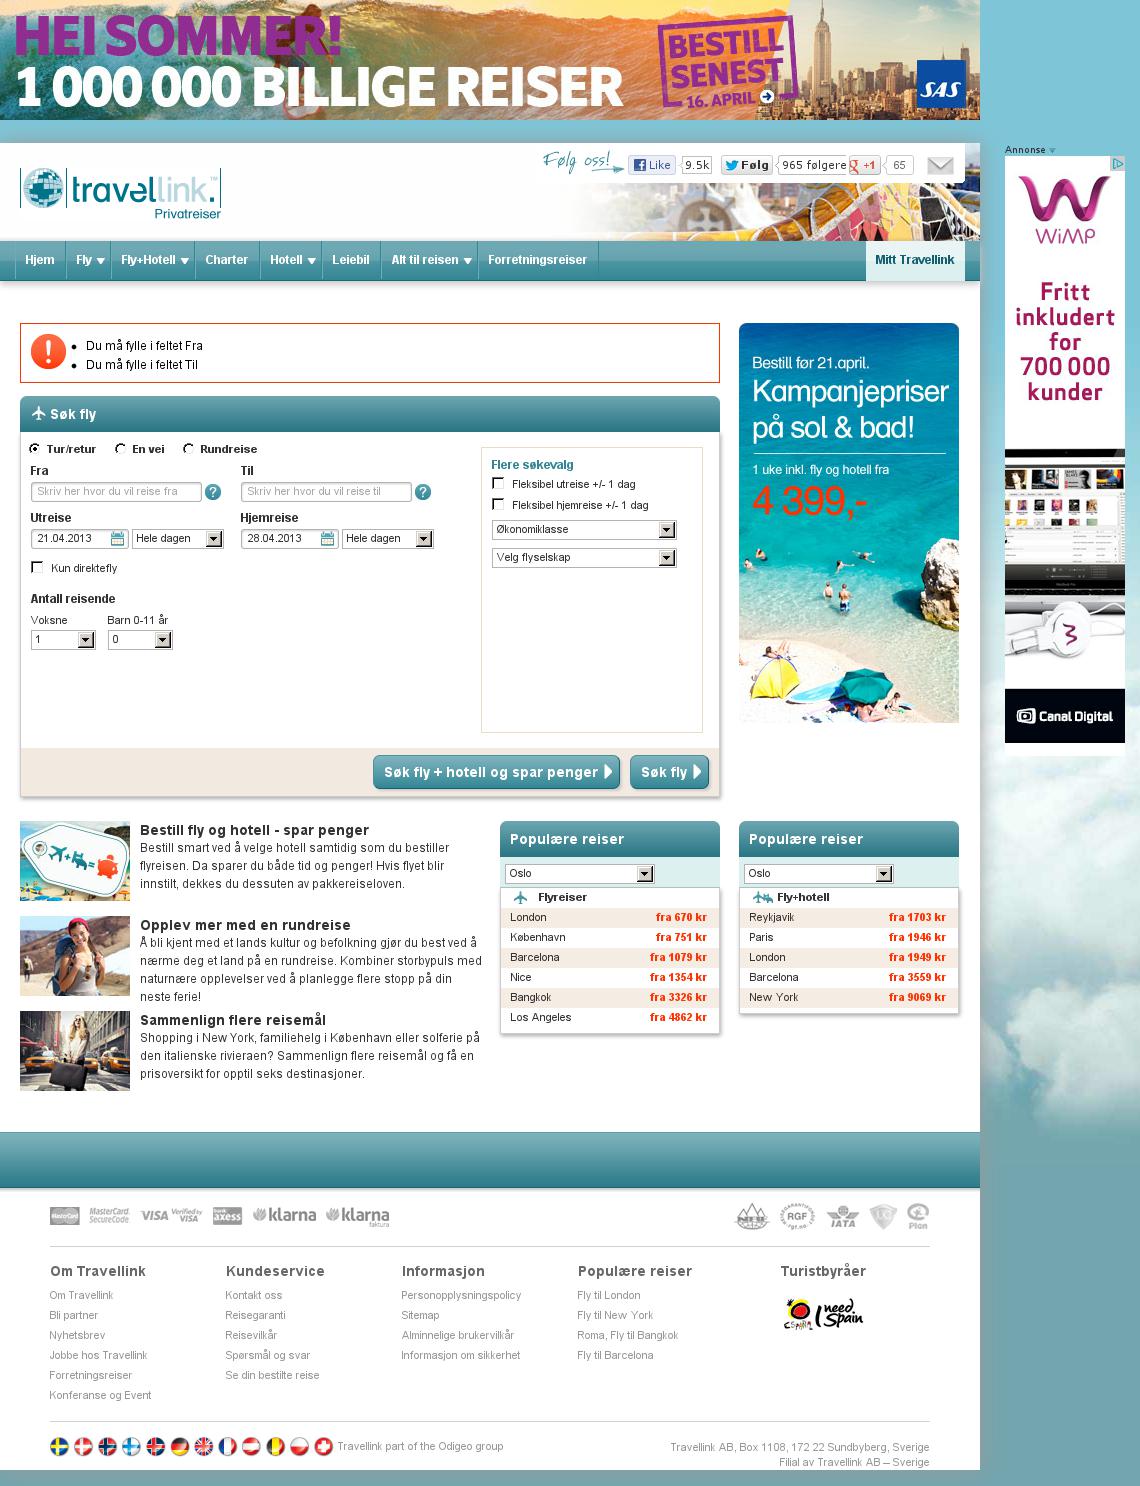 HEI SOMMER!
1 000 000 BILLIGE REISER
BESTILL
SENEST
16. APRIL
SAS
Følg oss!
Like 9.5k
Følg 965 følgere
+1 65
travellink.™
Privatreiser
Hjem Fly Fly+Hotell Charter Hotell Leiebil Alt til reisen Forretningsreiser Mitt Travellink
Annonse
WiMP
Fritt
inkludert
for
700 000
kunder
Canal Digital
Du må fylle i feltet Fra
Du må fylle i feltet Til
Søk fly
Tur/retur En vei Rundreise
Fra Til
Skriv her hvor du vil reise fra ? Skriv her hvor du vil reise til ?
Utreise Hjemreise
21.04.2013 Hele dagen 28.04.2013 Hele dagen
Kun direktefly
Antall reisende
Voksne Barn 0-11 år
1 0
Flere søkevalg
Fleksibel utreise +/- 1 dag
Fleksibel hjemreise +/- 1 dag
Økonomiklasse
Velg flyselskap
Søk fly + hotell og spar penger Søk fly
Bestill før 21.april.
Kampanjepriser
på sol & bad!
1 uke inkl. fly og hotell fra
4 399,-
Bestill fly og hotell - spar penger
Bestill smart ved å velge hotell samtidig som du bestiller
flyreisen. Da sparer du både tid og penger! Hvis flyet blir
innstilt, dekkes du dessuten av pakkereiseloven.
Opplev mer med en rundreise
Å bli kjent med et lands kultur og befolkning gjør du best ved å
nærme deg et land på en rundreise. Kombiner storbypuls med
naturnære opplevelser ved å planlegge flere stopp på din
neste ferie!
Sammenlign flere reisemål
Shopping i New York, familiehelg i København eller solferie på
den italienske rivieraen? Sammenlign flere reisemål og få en
prisoversikt for opptil seks destinasjoner.
Populære reiser
Oslo
Flyreiser
London fra 670 kr
København fra 751 kr
Barcelona fra 1079 kr
Nice fra 1354 kr
Bangkok fra 3326 kr
Los Angeles fra 4862 kr
Populære reiser
Oslo
Fly+hotell
Reykjavik fra 1703 kr
Paris fra 1946 kr
London fra 1949 kr
Barcelona fra 3559 kr
New York fra 9069 kr
MasterCard MasterCard. SecureCode VISA Verified by VISA bank axess klarna klarna faktura
RGF IATA Plan
Om Travellink
Om Travellink
Bli partner
Nyhetsbrev
Jobbe hos Travellink
Forretningsreiser
Konferanse og Event
Kundeservice
Kontakt oss
Reisegaranti
Reisevilkår
Spørsmål og svar
Se din bestilte reise
Informasjon
Personopplysningspolicy
Sitemap
Alminnelige brukervilkår
Informasjon om sikkerhet
Populære reiser
Fly til London
Fly til New York
Roma, Fly til Bangkok
Fly til Barcelona
Turistbyråer
I need
Spain
Travellink part of the Odigeo group
Travellink AB, Box 1108, 172 22 Sundbyberg, Sverige
Filial av Travellink AB – Sverige